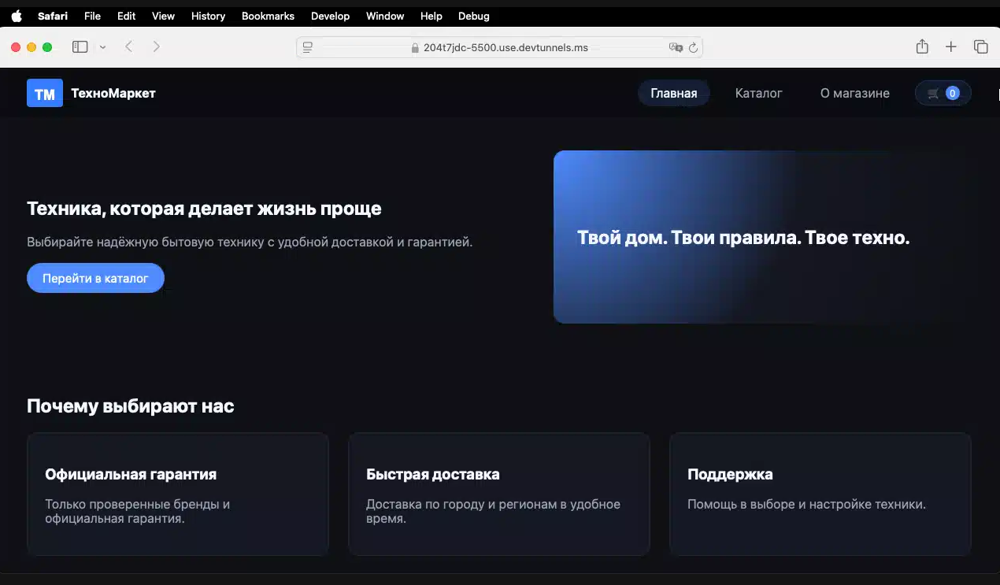 Safari File Edit View History Bookmarks Develop Window Help Debug
204t7jdc-5500.use.devtunnels.ms
ТМ ТехноМаркет Главная Каталог О магазине 0
Техника, которая делает жизнь проще
Выбирайте надёжную бытовую технику с удобной доставкой и гарантией.
Перейти в каталог
Твой дом. Твои правила. Твое техно.
Почему выбирают нас
Официальная гарантия
Только проверенные бренды и
официальная гарантия.
Быстрая доставка
Доставка по городу и регионам в удобное
время.
Поддержка
Помощь в выборе и настройке техники.